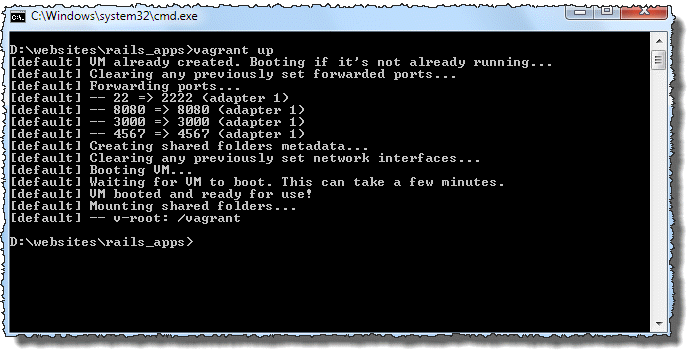 C:\Windows\system32\cmd.exe
D:\websites\rails_apps>vagrant up
[default] VM already created. Booting if it's not already running...
[default] Clearing any previously set forwarded ports...
[default] Forwarding ports...
[default] -- 22 => 2222 (adapter 1)
[default] -- 8080 => 8080 (adapter 1)
[default] -- 3000 => 3000 (adapter 1)
[default] -- 4567 => 4567 (adapter 1)
[default] Creating shared folders metadata...
[default] Clearing any previously set network interfaces...
[default] Booting VM...
[default] Waiting for VM to boot. This can take a few minutes.
[default] VM booted and ready for use!
[default] Mounting shared folders...
[default] -- v-root: /vagrant
D:\websites\rails_apps>